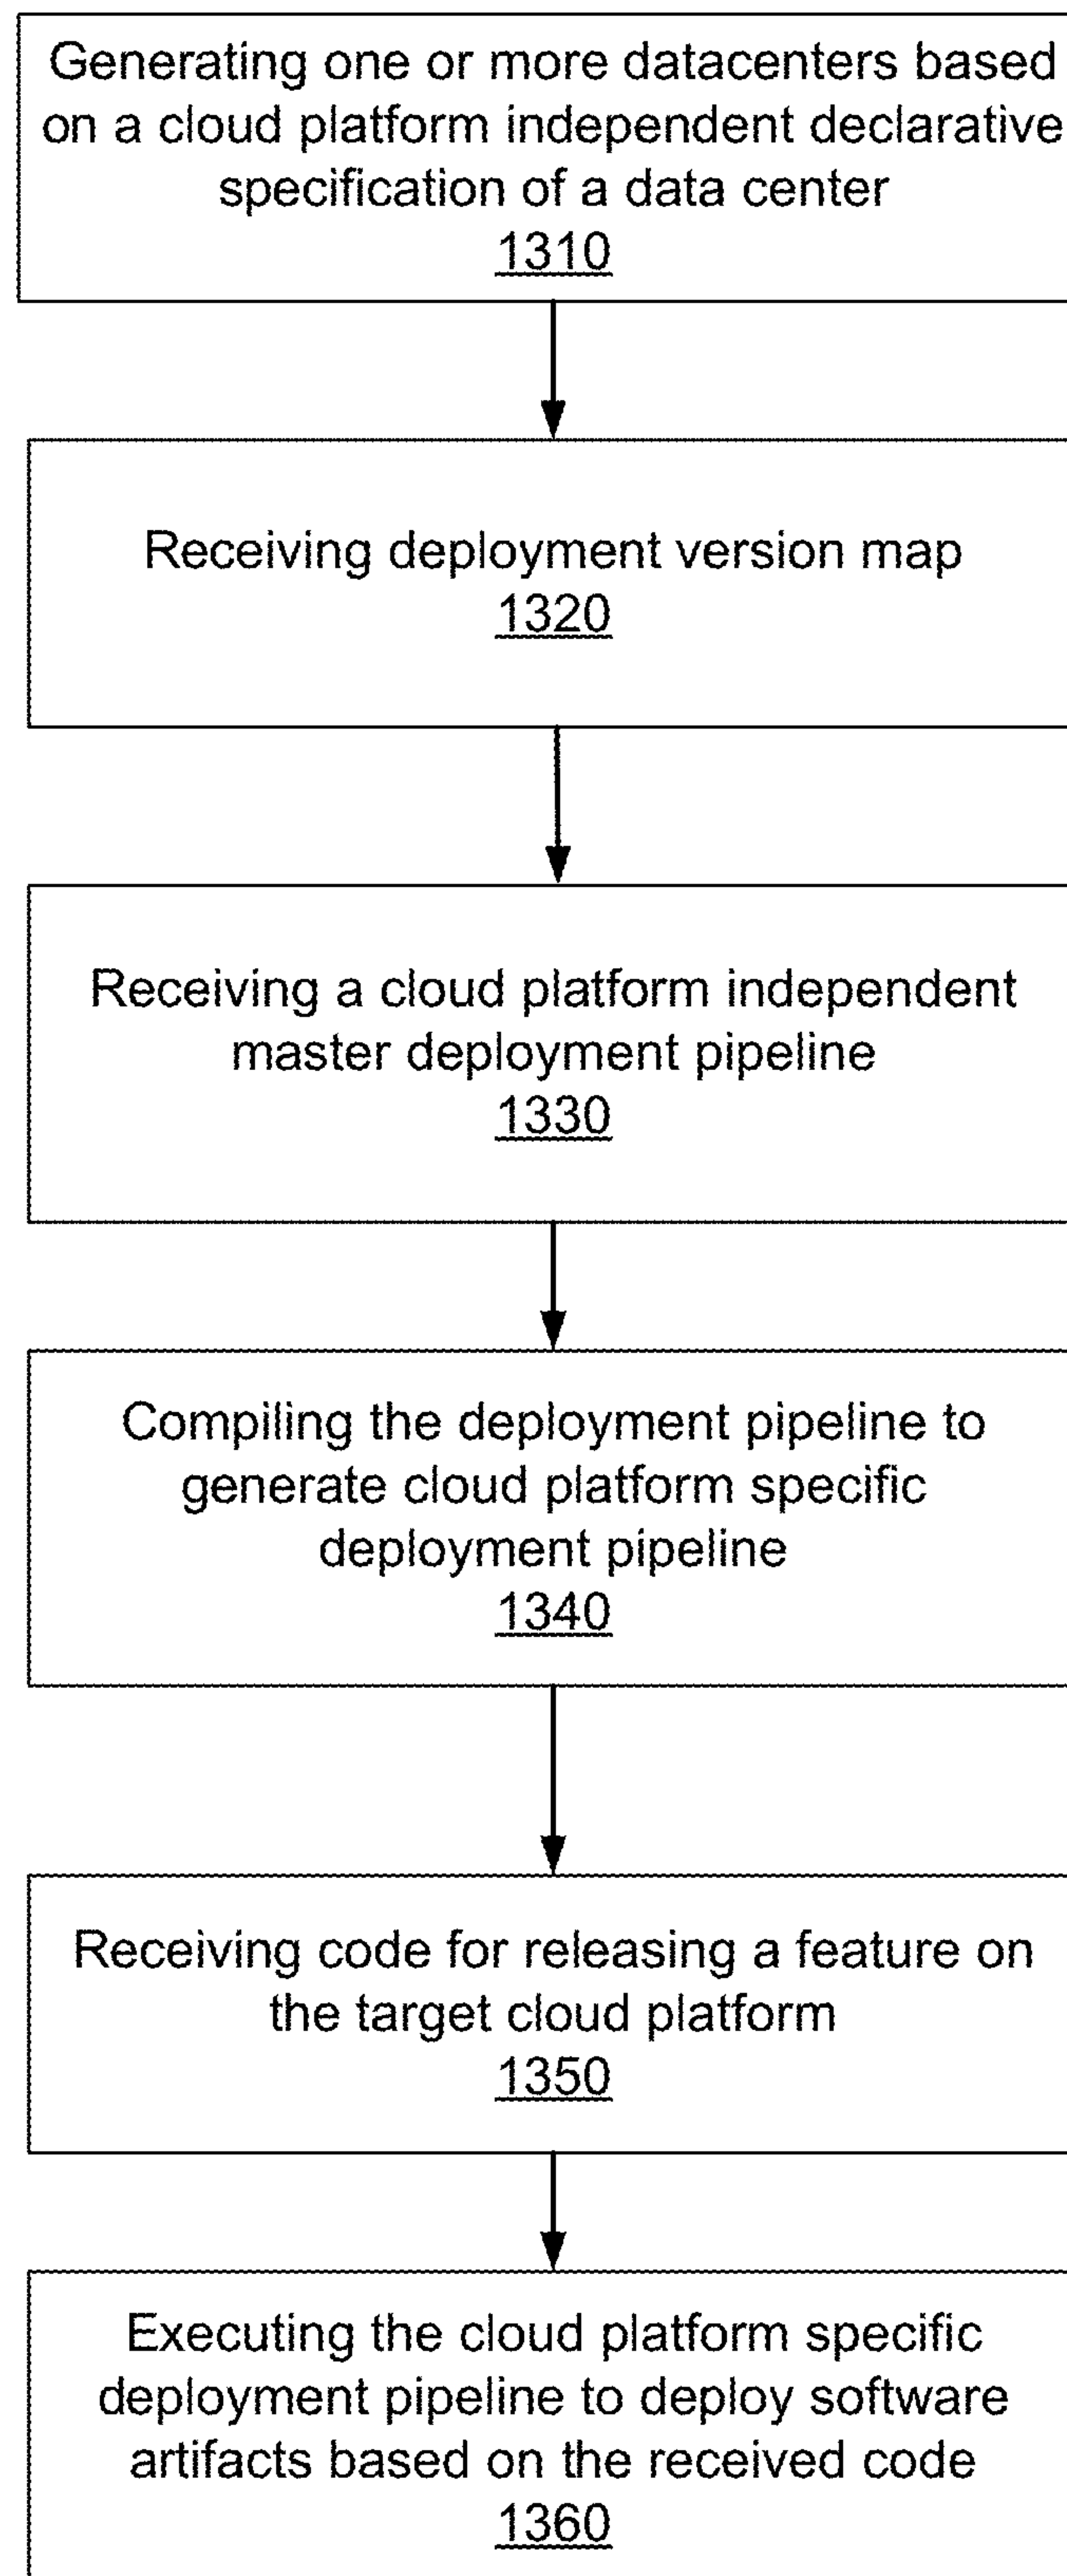 Generating one or more datacenters based
on a cloud platform independent declarative
specification of a data center
1310
Receiving deployment version map
1320
Receiving a cloud platform independent
master deployment pipeline
1330
Compiling the deployment pipeline to
generate cloud platform specific
deployment pipeline
1340
Receiving code for releasing a feature on
the target cloud platform
1350
Executing the cloud platform specific
deployment pipeline to deploy software
artifacts based on the received code
1360